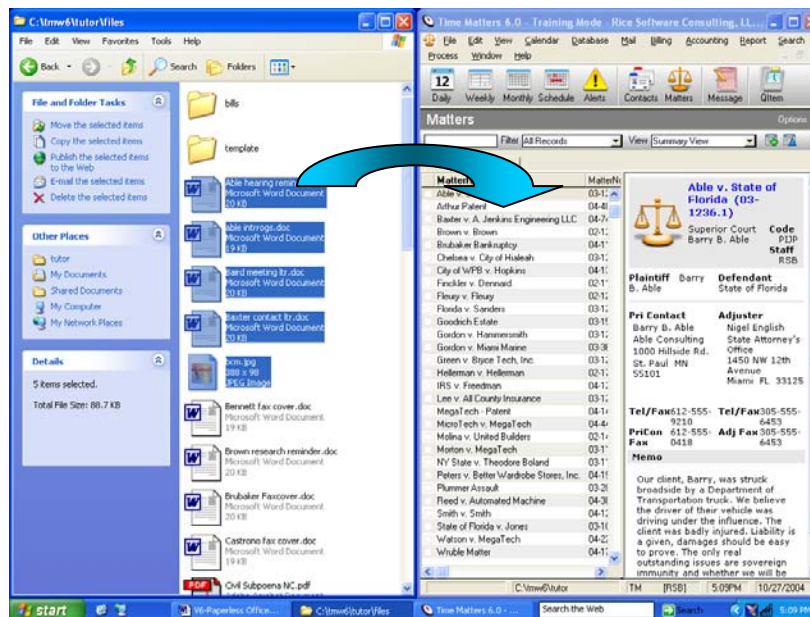 C:\tmw6\tutor\files
File Edit View Favorites Tools Help
Back Search Folders
File and Folder Tasks
Move the selected items
Copy the selected items
Publish the selected items to the Web
E-mail the selected items
Delete the selected items
Other Places
tutor
My Documents
Shared Documents
My Computer
My Network Places
Details
5 items selected.
Total File Size: 88.7 KB
bills
template
Able hearing
Microsoft Word Document
20 KB
able introgs.doc
Microsoft Word Document
19 KB
Baird meeting ltr.doc
Microsoft Word Document
20 KB
Baxter contact ltr.doc
Microsoft Word Document
20 KB
bcm.jpg
388 x 98
JPEG Image
Bennett fax cover.doc
Microsoft Word Document
19 KB
Brown research reminder.doc
Microsoft Word Document
20 KB
Brubaker Faxcover.doc
Microsoft Word Document
20 KB
Castrono fax cover.doc
Microsoft Word Document
19 KB
Civil Subpoena NC.pdf
Time Matters 6.0 - Training Mode - Rice Software Consulting, LL...
File Edit View Calendar Database Mail Billing Accounting Report Search
Process Window Help
12
Daily Weekly Monthly Schedule Alerts Contacts Matters Message QItem
Matters Options
Filter All Records View Summary View
Able v.
Arthur Patent
Baxter v. A. Jenkins Engineering LLC
Brown v. Brown
Brubaker Bankruptcy
Chelsea v. City of Hialeah
City of WPB v. Hopkins
Finckler v. Dennard
Fleury v. Fleury
Florida v. Sanders
Goodrich Estate
Gordon v. Hammersmith
Gordon v. Miami Marine
Green v. Bryce Tech, Inc.
Hellerman v. Hellerman
IRS v. Freedman
Lee v. All County Insurance
MegaTech - Patent
MicroTech v. MegaTech
Molina v. United Builders
Morton v. MegaTech
NY State v. Theodore Boland
Peters v. Better Wardrobe Stores, Inc.
Plummer Assault
Reed v. Automated Machine
Smith v. Smith
State of Florida v. Jones
Watson v. MegaTech
Wruble Matter
Able v. State of
Florida (03-
1236.1)
Superior Court Code
Barry B. Able PIJP
Staff
RSB
Plaintiff Barry B. Able
Defendant State of Florida
Pri Contact
Barry B. Able
Able Consulting
1000 Hillside Rd.
St. Paul MN
55101
Adjuster
Nigel English
State Attorney's
Office
1450 NW 12th
Avenue
Miami FL 33125
Tel/Fax 612-555-9210
Tel/Fax 305-555-6453
PriCon Fax 612-555-0418
Adj Fax 305-555-6453
Memo
Our client, Barry, was struck
broadside by a Department of
Transportation truck. We believe
the driver of their vehicle was
driving under the influence. The
client was badly injured. Liability is
a given, damages should be easy
to prove. The only real
outstanding issues are sovereign
immunity and whether we will be
C:\tmw6\tutor TM [RSB] 5:09PM 10/27/2004
start V6-Paperless Office... C:\tmw6\tutor\files Time Matters 6.0 - ... Search the Web Search 5:09 PM